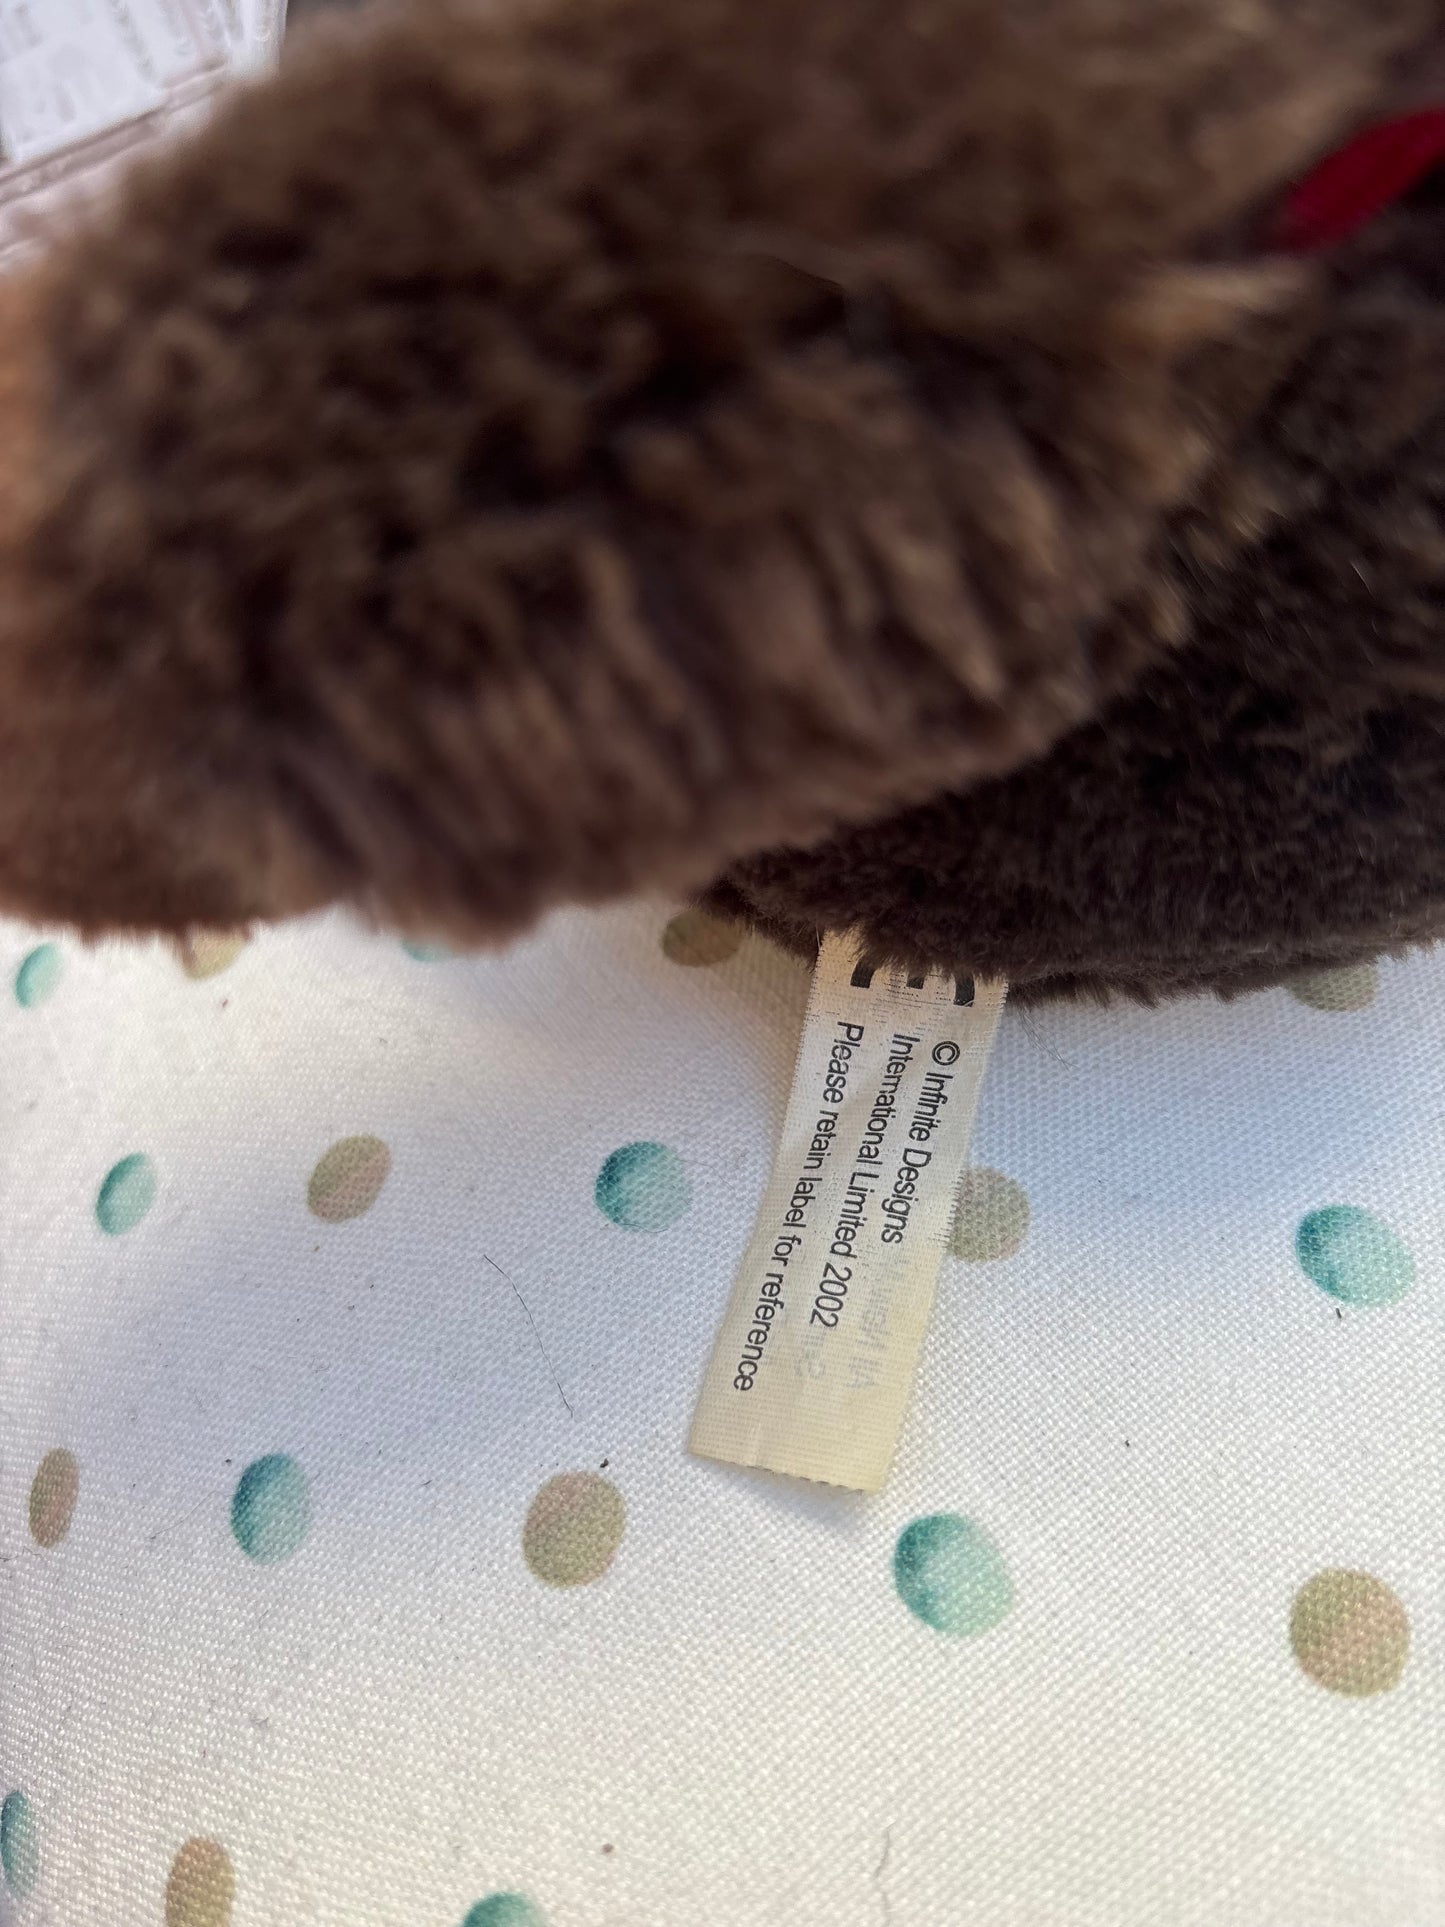 © Infinite Designs
International Limited 2002
Please retain label for reference